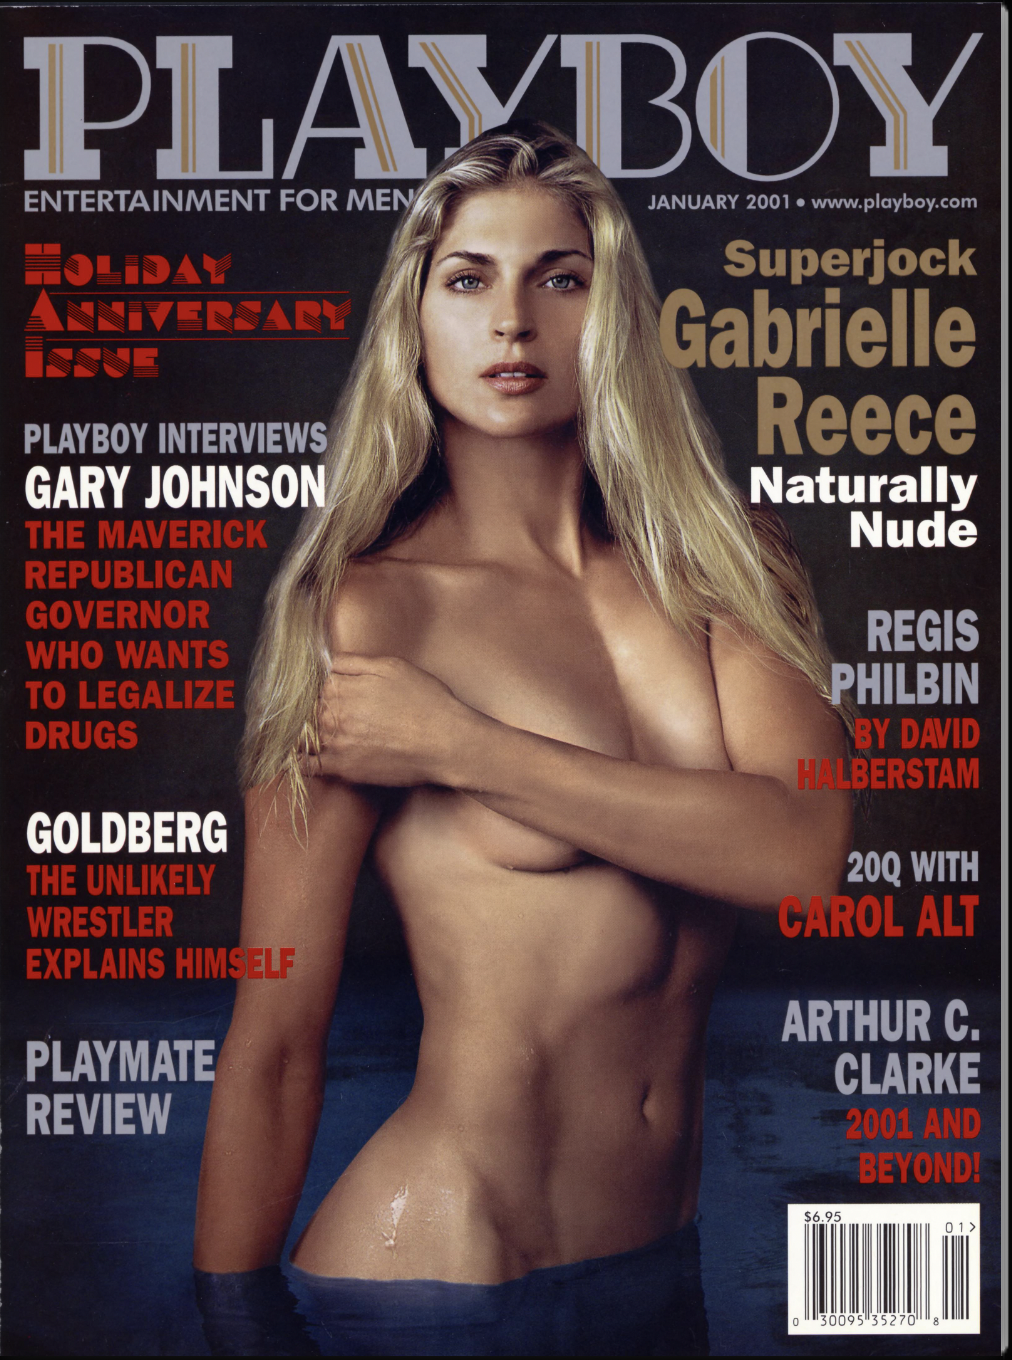 PLAYBOY
ENTERTAINMENT FOR MEN
JANUARY 2001 • www.playboy.com
HOLIDAY
ANNIVERSARY
ISSUE
PLAYBOY INTERVIEWS
GARY JOHNSON
THE MAVERICK
REPUBLICAN
GOVERNOR
WHO WANTS
TO LEGALIZE
DRUGS
GOLDBERG
THE UNLIKELY
WRESTLER
EXPLAINS HIMSELF
PLAYMATE
REVIEW
Superjock
Gabrielle
Reece
Naturally
Nude
REGIS
PHILBIN
BY DAVID
HALBERSTAM
20Q WITH
CAROL ALT
ARTHUR C.
CLARKE
2001 AND
BEYOND!
$6.95
01>
0 30095 35270 8